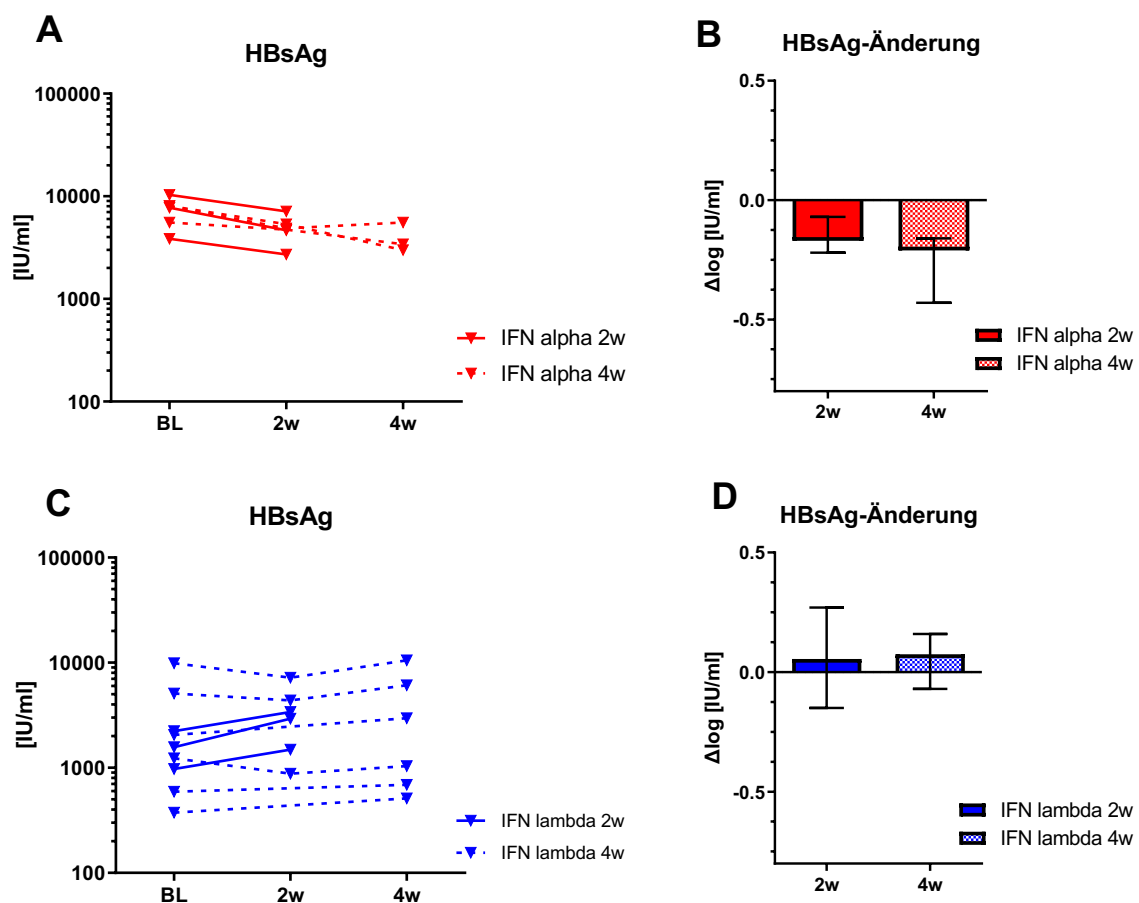 A
HBsAg
[IU/ml]
100000
10000
1000
100
BL
2w
4w
IFN alpha 2w
IFN alpha 4w
B
HBsAg-Änderung
Δlog [IU/ml]
0.5
0.0
-0.5
2w
4w
IFN alpha 2w
IFN alpha 4w
C
HBsAg
[IU/ml]
100000
10000
1000
100
BL
2w
4w
IFN lambda 2w
IFN lambda 4w
D
HBsAg-Änderung
Δlog [IU/ml]
0.5
0.0
-0.5
2w
4w
IFN lambda 2w
IFN lambda 4w